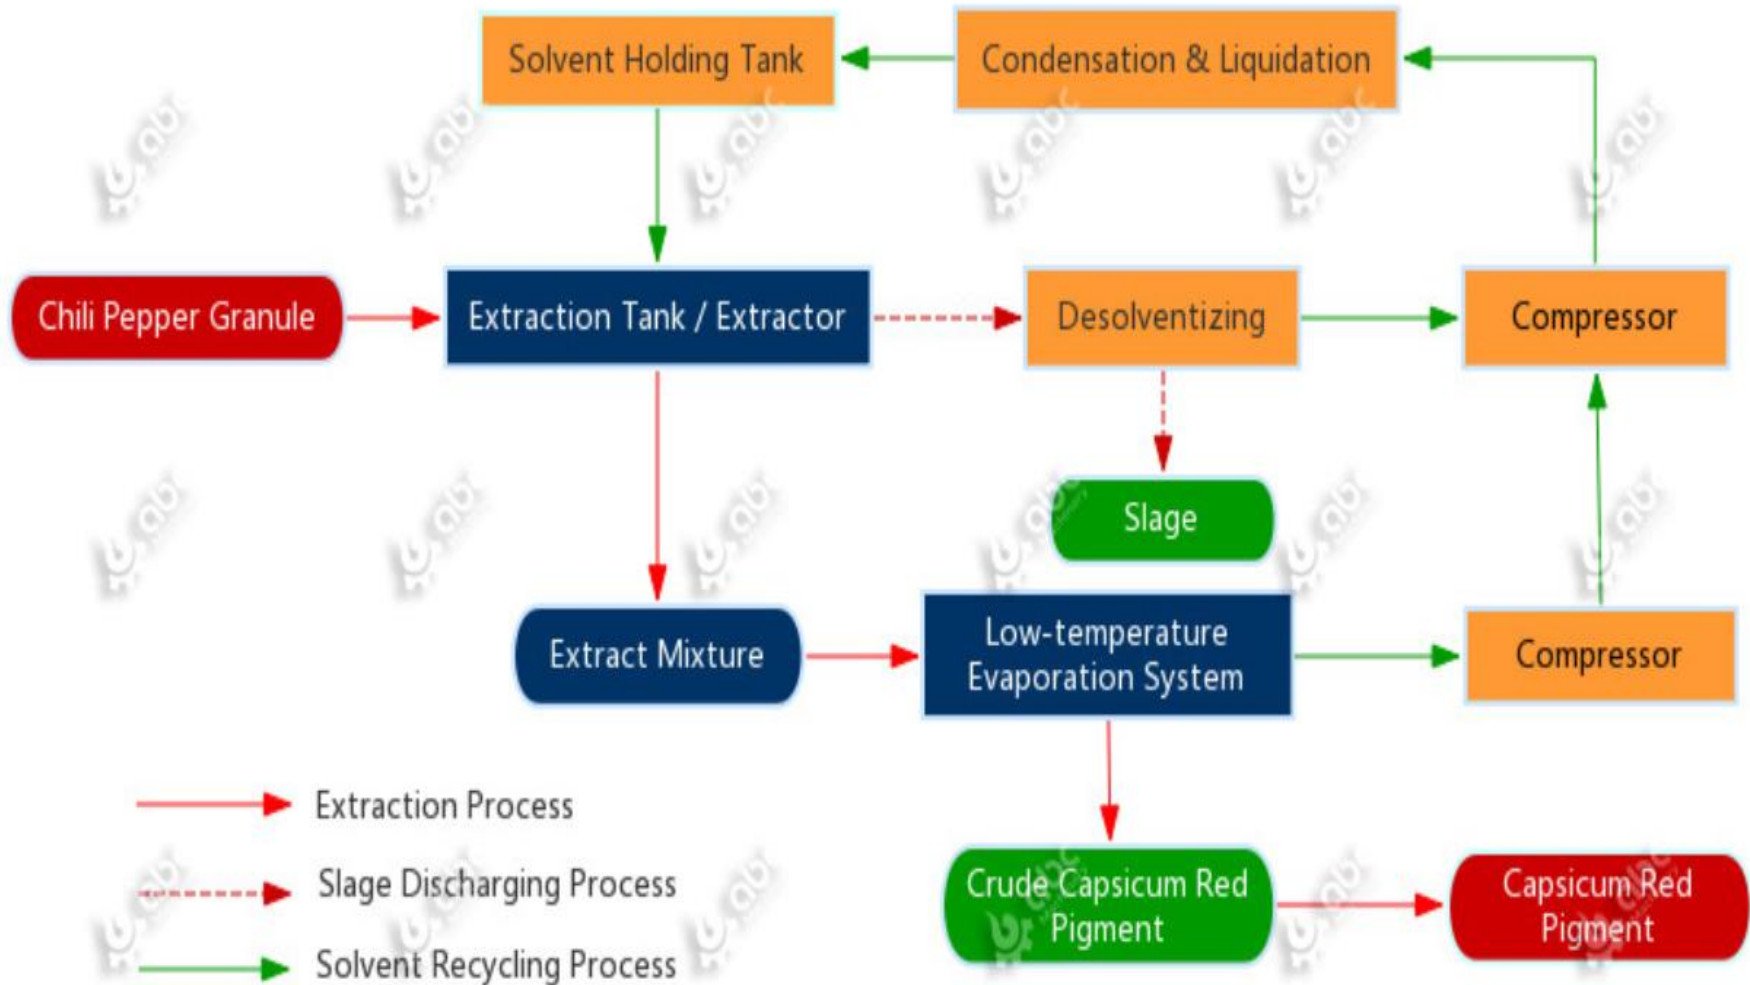 Solvent Holding Tank
Condensation & Liquidation
Chili Pepper Granule
Extraction Tank / Extractor
Desolventizing
Compressor
Slage
Extract Mixture
Low-temperature
Evaporation System
Compressor
Extraction Process
Slage Discharging Process
Solvent Recycling Process
Crude Capsicum Red
Pigment
Capsicum Red
Pigment
abc